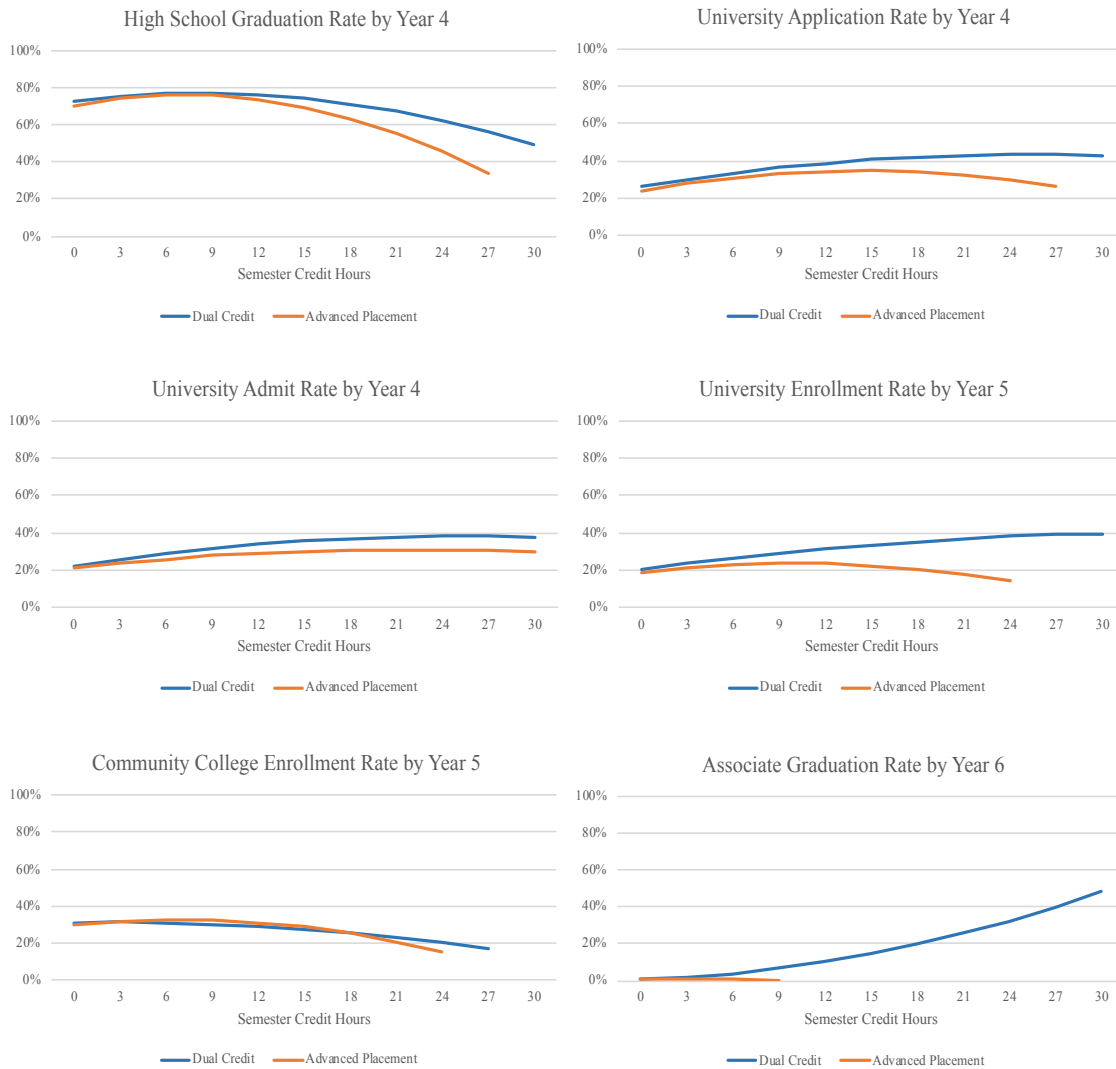 High School Graduation Rate by Year 4
100%
80%
60%
40%
20%
0%
0 3 6 9 12 15 18 21 24 27 30
Semester Credit Hours
Dual Credit Advanced Placement
University Application Rate by Year 4
100%
80%
60%
40%
20%
0%
0 3 6 9 12 15 18 21 24 27 30
Semester Credit Hours
Dual Credit Advanced Placement
University Admit Rate by Year 4
100%
80%
60%
40%
20%
0%
0 3 6 9 12 15 18 21 24 27 30
Semester Credit Hours
Dual Credit Advanced Placement
University Enrollment Rate by Year 5
100%
80%
60%
40%
20%
0%
0 3 6 9 12 15 18 21 24 27 30
Semester Credit Hours
Dual Credit Advanced Placement
Community College Enrollment Rate by Year 5
100%
80%
60%
40%
20%
0%
0 3 6 9 12 15 18 21 24 27 30
Semester Credit Hours
Dual Credit Advanced Placement
Associate Graduation Rate by Year 6
100%
80%
60%
40%
20%
0%
0 3 6 9 12 15 18 21 24 27 30
Semester Credit Hours
Dual Credit Advanced Placement